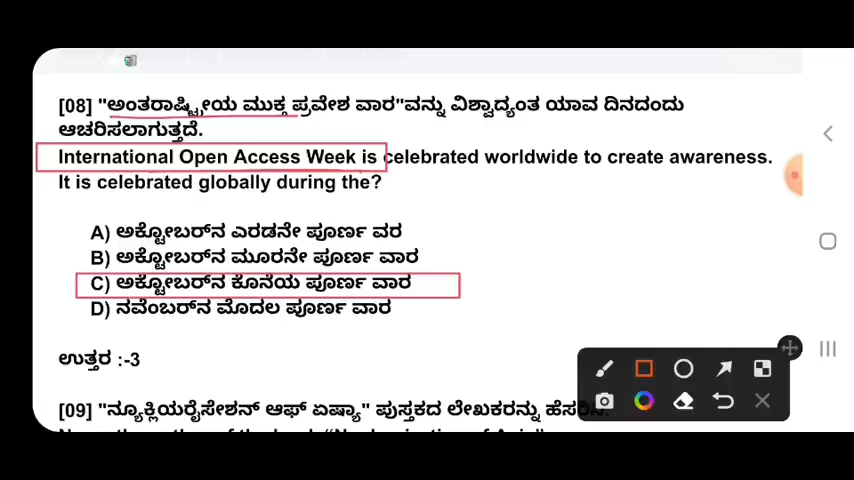 [08] "ಅಂತರಾಷ್ಟ್ರೀಯ ಮುಕ್ತ ಪ್ರವೇಶ ವಾರ"ವನ್ನು ವಿಶ್ವಾದ್ಯಂತ ಯಾವ ದಿನದಂದು
ಆಚರಿಸಲಾಗುತ್ತದೆ.
International Open Access Week is celebrated worldwide to create awareness.
It is celebrated globally during the?
A) ಅಕ್ಟೋಬರ್‌ನ ಎರಡನೇ ಪೂರ್ಣ ವರ
B) ಅಕ್ಟೋಬರ್‌ನ ಮೂರನೇ ಪೂರ್ಣ ವಾರ
C) ಅಕ್ಟೋಬರ್‌ನ ಕೊನೆಯ ಪೂರ್ಣ ವಾರ
D) ನವೆಂಬರ್‌ನ ಮೊದಲ ಪೂರ್ಣ ವಾರ
ಉತ್ತರ :-3
[09] "ನ್ಯೂಕ್ಲಿಯರೈಸೇಶನ್ ಆಫ್ ಏಷ್ಯಾ" ಪುಸ್ತಕದ ಲೇಖಕರನ್ನು ಹೆಸರಿಸಿ.